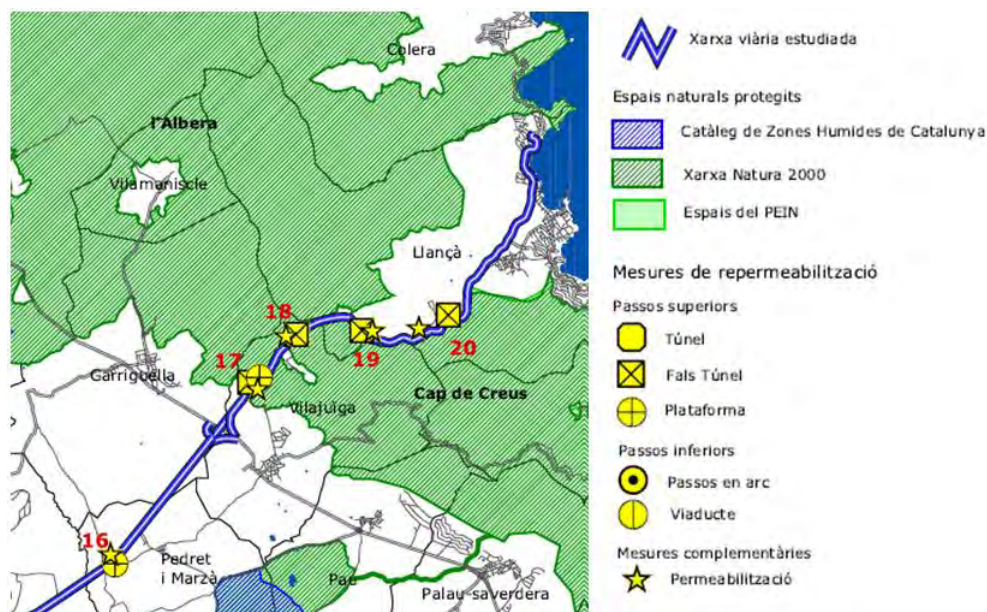 Colera
l'Albera
Vilamaniscle
Llançà
18
19
20
17
Garriguella
Vilajuïga
Cap de Creus
16
Pedret
i Marzà
Pau
Palau-saverdera
Xarxa viària estudiada
Espais naturals protegits
Catàleg de Zones Humides de Catalunya
Xarxa Natura 2000
Espais del PEIN
Mesures de repermeabilització
Passos superiors
Túnel
Fals Túnel
Plataforma
Passos inferiors
Passos en arc
Viaducte
Mesures complementàries
Permeabilització